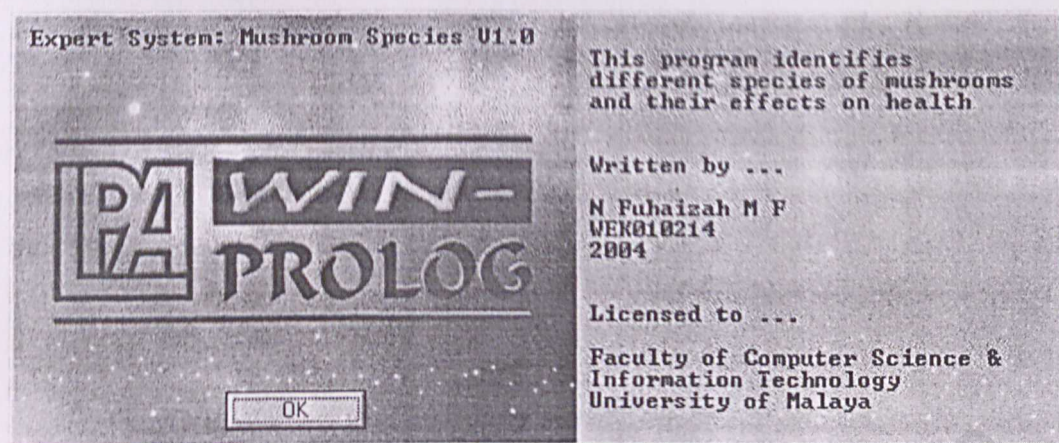 Expert System: Mushroom Species V1.0
LPA WIN-
PROLOG
OK
This program identifies
different species of mushrooms
and their effects on health
Written by ...
N Fuhaizah M F
WEK010214
2004
Licensed to ...
Faculty of Computer Science &
Information Technology
University of Malaya